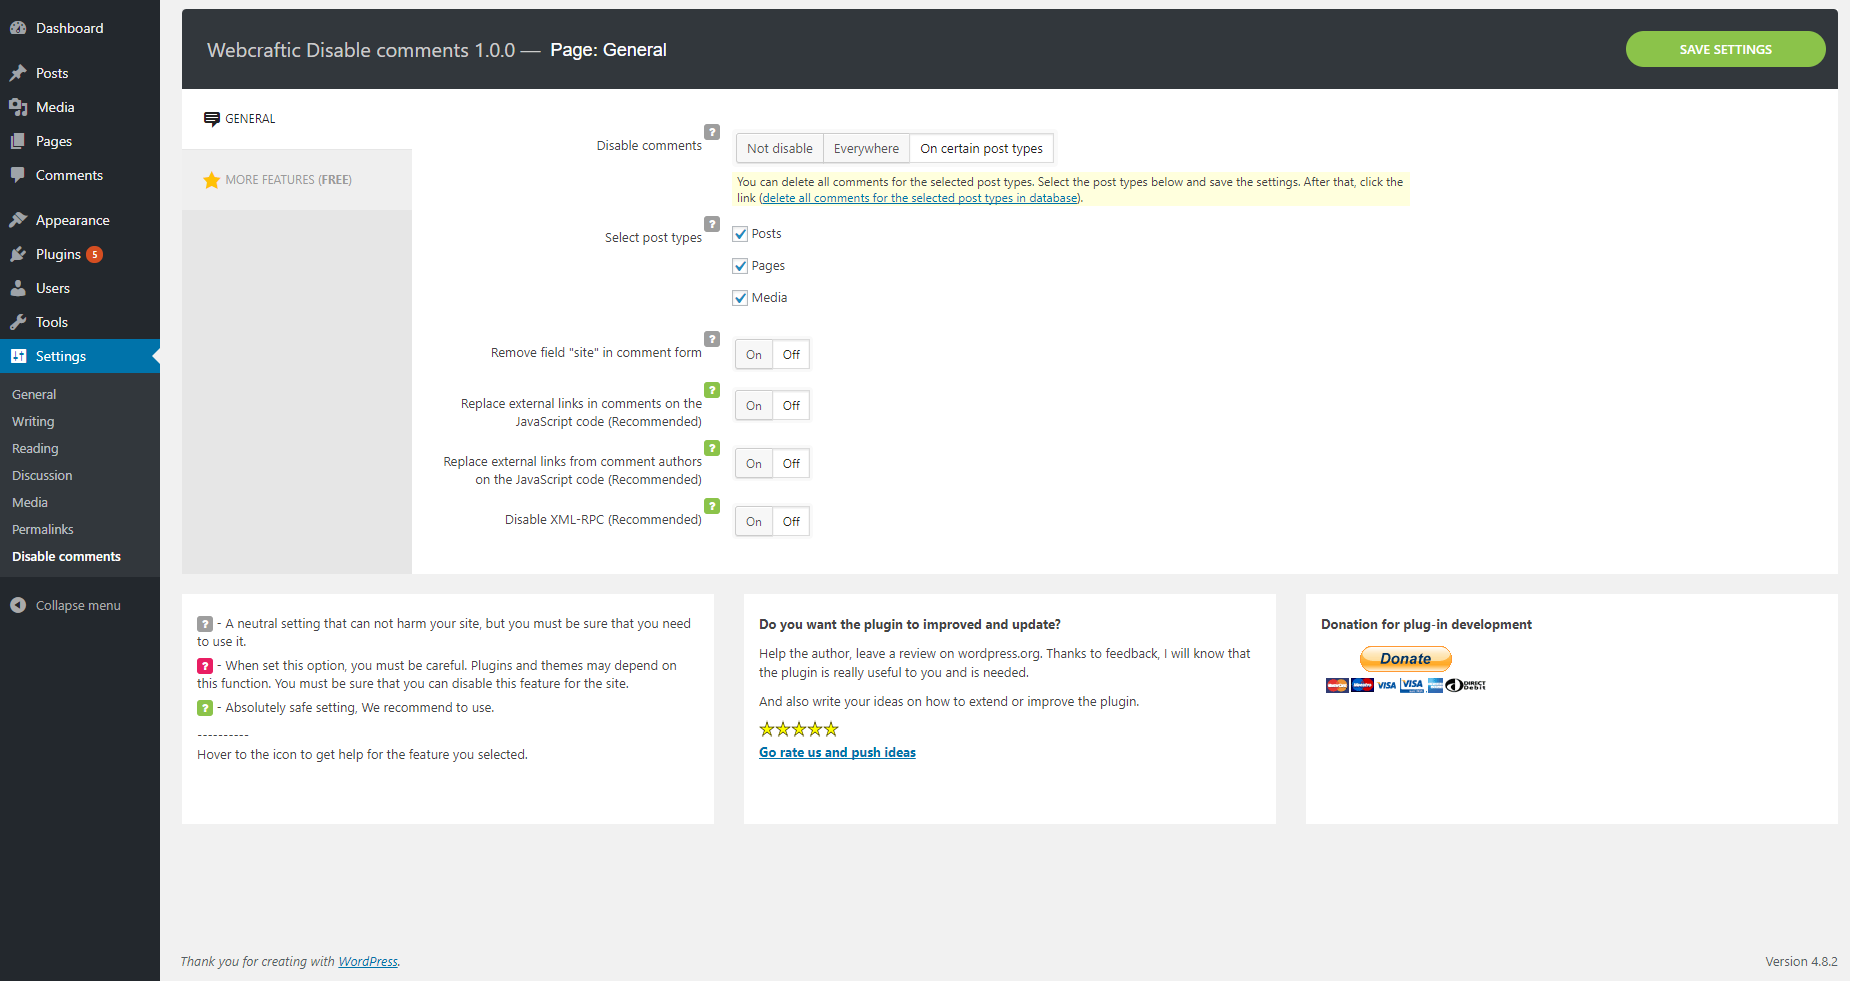 Dashboard
Posts
Media
Pages
Comments
Appearance
Plugins 5
Users
Tools
Settings
General
Writing
Reading
Discussion
Media
Permalinks
Disable comments
Collapse menu
Webcraftic Disable comments 1.0.0 — Page: General
SAVE SETTINGS
GENERAL
MORE FEATURES (FREE)
Disable comments ?
Not disable Everywhere On certain post types
You can delete all comments for the selected post types. Select the post types below and save the settings. After that, click the
link (delete all comments for the selected post types in database).
Select post types ?
Posts
Pages
Media
Remove field "site" in comment form ?
On Off
Replace external links in comments on the ?
JavaScript code (Recommended)
On Off
Replace external links from comment authors ?
on the JavaScript code (Recommended)
On Off
Disable XML-RPC (Recommended) ?
On Off
? - A neutral setting that can not harm your site, but you must be sure that you need
to use it.
? - When set this option, you must be careful. Plugins and themes may depend on
this function. You must be sure that you can disable this feature for the site.
? - Absolutely safe setting, We recommend to use.
----------
Hover to the icon to get help for the feature you selected.
Do you want the plugin to improved and update?
Help the author, leave a review on wordpress.org. Thanks to feedback, I will know that
the plugin is really useful to you and is needed.
And also write your ideas on how to extend or improve the plugin.
Go rate us and push ideas
Donation for plug-in development
Donate
VISA VISA DIRECT
Debit
Thank you for creating with WordPress.
Version 4.8.2